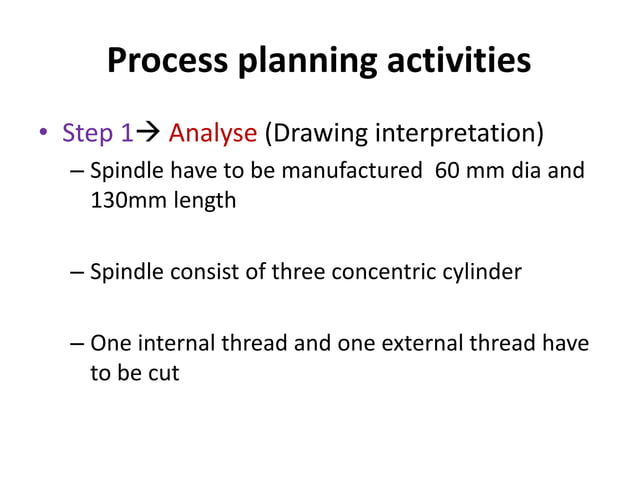 Process planning activities
• Step 1→ Analyse (Drawing interpretation)
– Spindle have to be manufactured  60 mm dia and
130mm length
– Spindle consist of three concentric cylinder
– One internal thread and one external thread have
to be cut